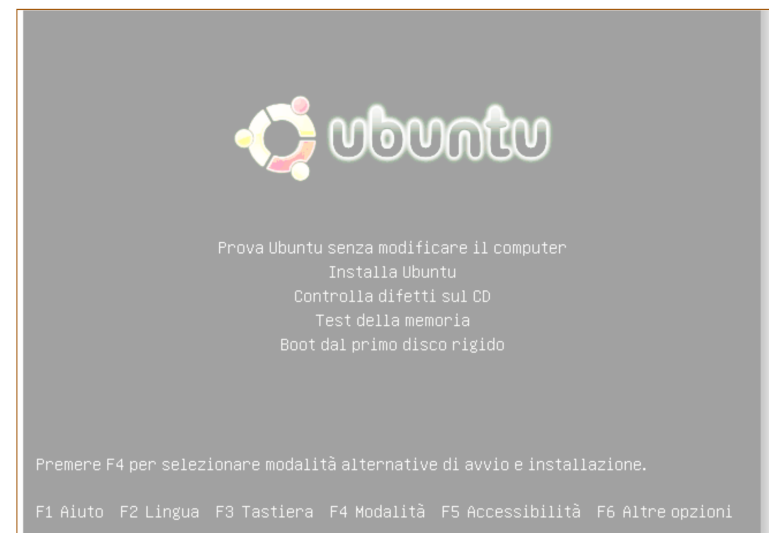 ubuntu
Prova Ubuntu senza modificare il computer
Installa Ubuntu
Controlla difetti sul CD
Test della memoria
Boot dal primo disco rigido
Premere F4 per selezionare modalità alternative di avvio e installazione.
F1 Aiuto F2 Lingua F3 Tastiera F4 Modalità F5 Accessibilità F6 Altre opzioni